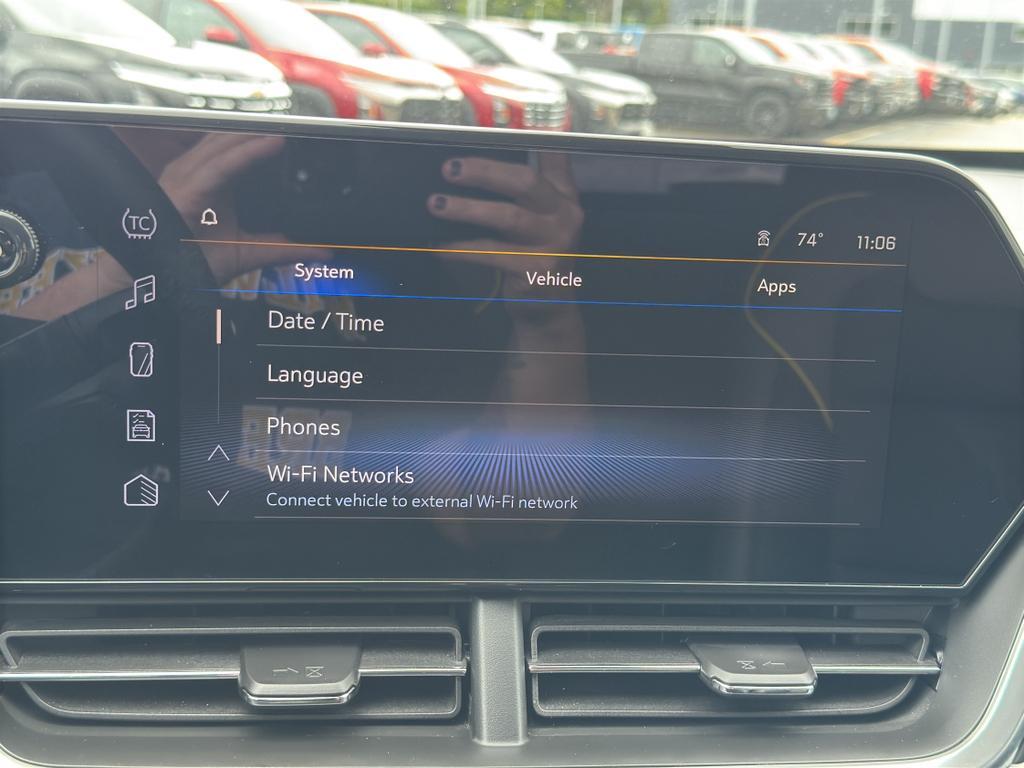 TC
74°
11:06
System
Vehicle
Apps
Date / Time
Language
Phones
Wi-Fi Networks
Connect vehicle to external Wi-Fi network